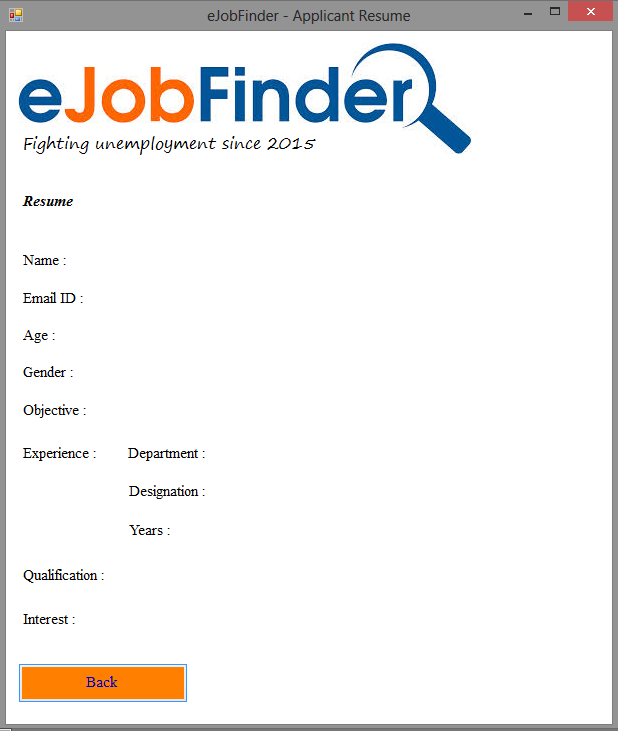 eJobFinder - Applicant Resume
eJobFinder
Fighting unemployment since 2015
Resume
Name :
Email ID :
Age :
Gender :
Objective :
Experience : Department :
Designation :
Years :
Qualification :
Interest :
Back